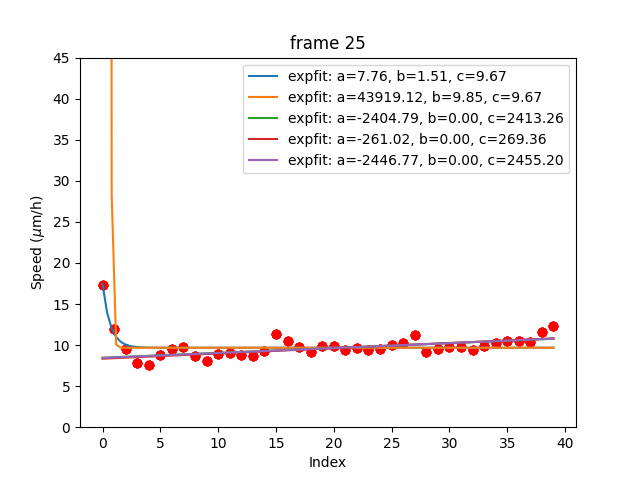 frame 25
45
40
35
30
25
20
15
10
5
0
Speed (μm/h)
expfit: a=7.76, b=1.51, c=9.67
expfit: a=43919.12, b=9.85, c=9.67
expfit: a=-2404.79, b=0.00, c=2413.26
expfit: a=-261.02, b=0.00, c=269.36
expfit: a=-2446.77, b=0.00, c=2455.20
0 5 10 15 20 25 30 35 40
Index